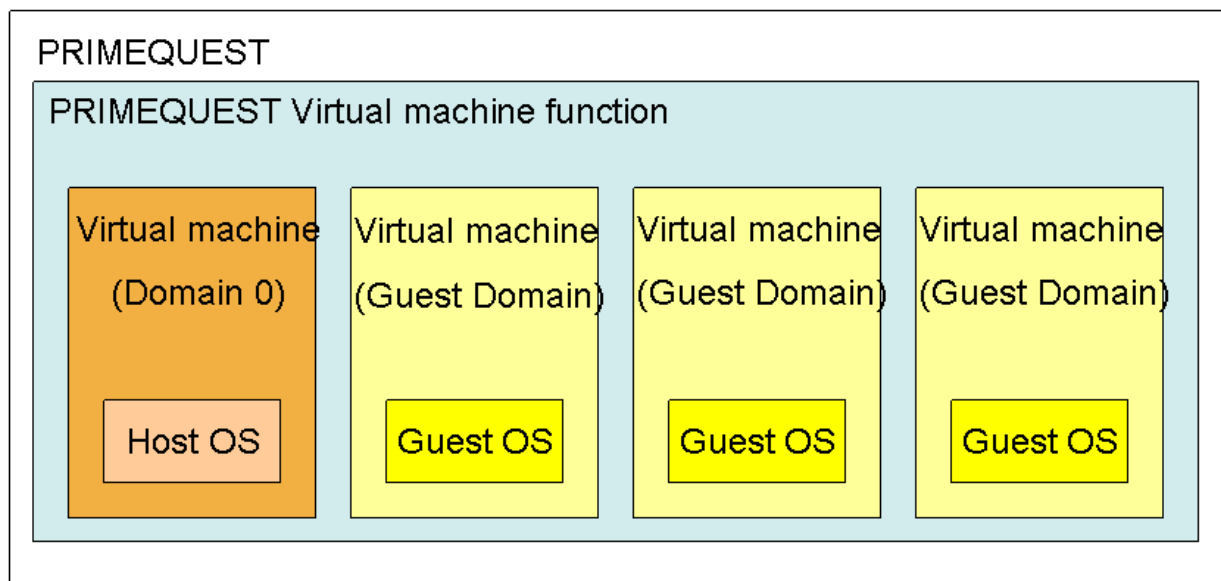 PRIMEQUEST
PRIMEQUEST Virtual machine function
Virtual machine
(Domain 0)
Host OS
Virtual machine
(Guest Domain)
Guest OS
Virtual machine
(Guest Domain)
Guest OS
Virtual machine
(Guest Domain)
Guest OS